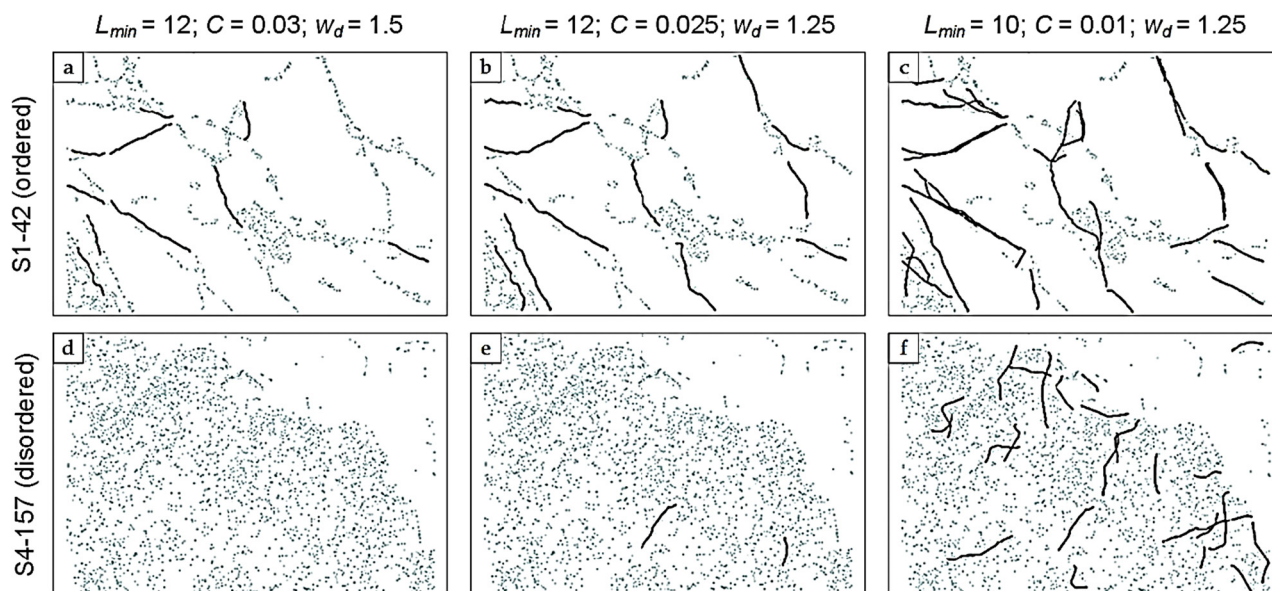 L_min = 12; C = 0.03; w_d = 1.5
L_min = 12; C = 0.025; w_d = 1.25
L_min = 10; C = 0.01; w_d = 1.25
S1-42 (ordered)
a
b
c
S4-157 (disordered)
d
e
f